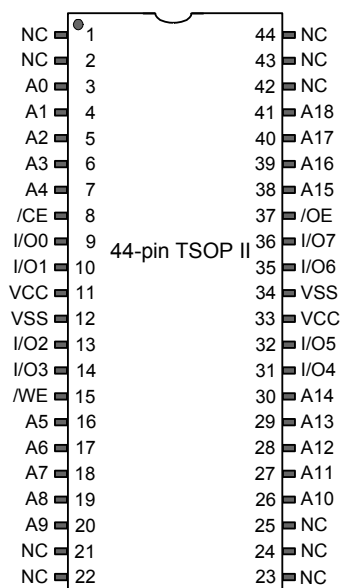 NC 1 44 NC
NC 2 43 NC
A0 3 42 NC
A1 4 41 A18
A2 5 40 A17
A3 6 39 A16
A4 7 38 A15
/CE 8 37 /OE
I/O0 9 36 I/O7
44-pin TSOP II
I/O1 10 35 I/O6
VCC 11 34 VSS
VSS 12 33 VCC
I/O2 13 32 I/O5
I/O3 14 31 I/O4
/WE 15 30 A14
A5 16 29 A13
A6 17 28 A12
A7 18 27 A11
A8 19 26 A10
A9 20 25 NC
NC 21 24 NC
NC 22 23 NC